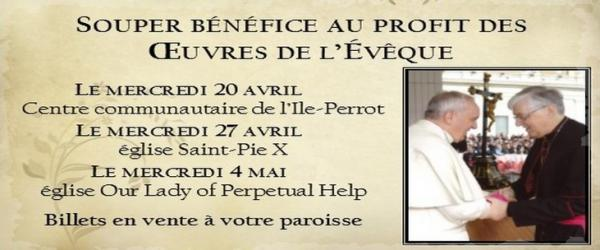 SOUPER BÉNÉFICE AU PROFIT DES
ŒUVRES DE L'ÉVÊQUE
LE MERCREDI 20 AVRIL
Centre communautaire de l'Ile-Perrot
LE MERCREDI 27 AVRIL
église Saint-Pie X
LE MERCREDI 4 MAI
église Our Lady of Perpetual Help
Billets en vente à votre paroisse